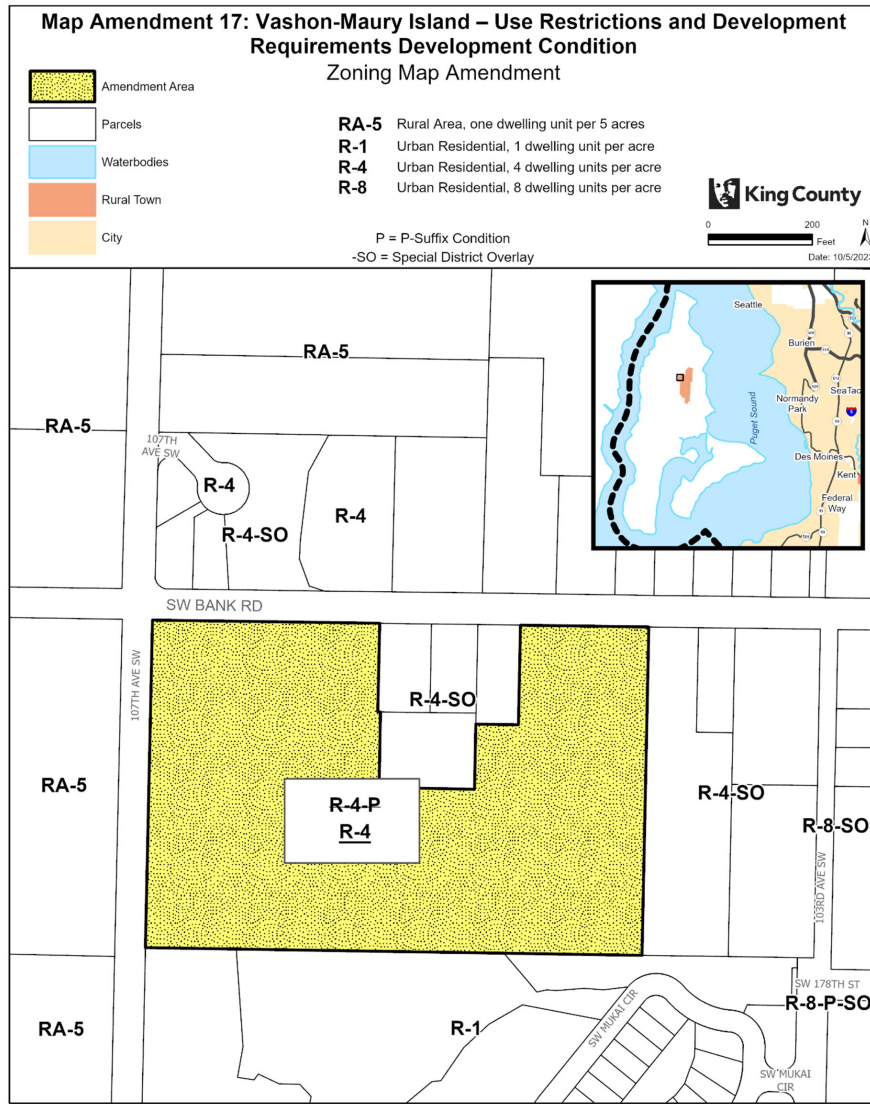 Map Amendment 17: Vashon-Maury Island – Use Restrictions and Development
Requirements Development Condition
Zoning Map Amendment
Amendment Area
Parcels
Waterbodies
Rural Town
City
RA-5 Rural Area, one dwelling unit per 5 acres
R-1 Urban Residential, 1 dwelling unit per acre
R-4 Urban Residential, 4 dwelling units per acre
R-8 Urban Residential, 8 dwelling units per acre
P = P-Suffix Condition
-SO = Special District Overlay
King County
0 200
Feet
N
Date: 10/5/2023
Seattle
Burien
SeaTac
Normandy
Park
Puget Sound
Des Moines
Kent
Federal
Way
5
RA-5
RA-5
107TH
AVE SW
R-4
R-4-SO
R-4
SW BANK RD
107TH AVE SW
R-4-SO
RA-5
R-4-P
R-4
R-4-SO
R-8-SO
103RD AVE SW
RA-5
R-1
SW MUKAI CIR
SW 178TH ST
R-8-P-SO
SW MUKAI
CIR